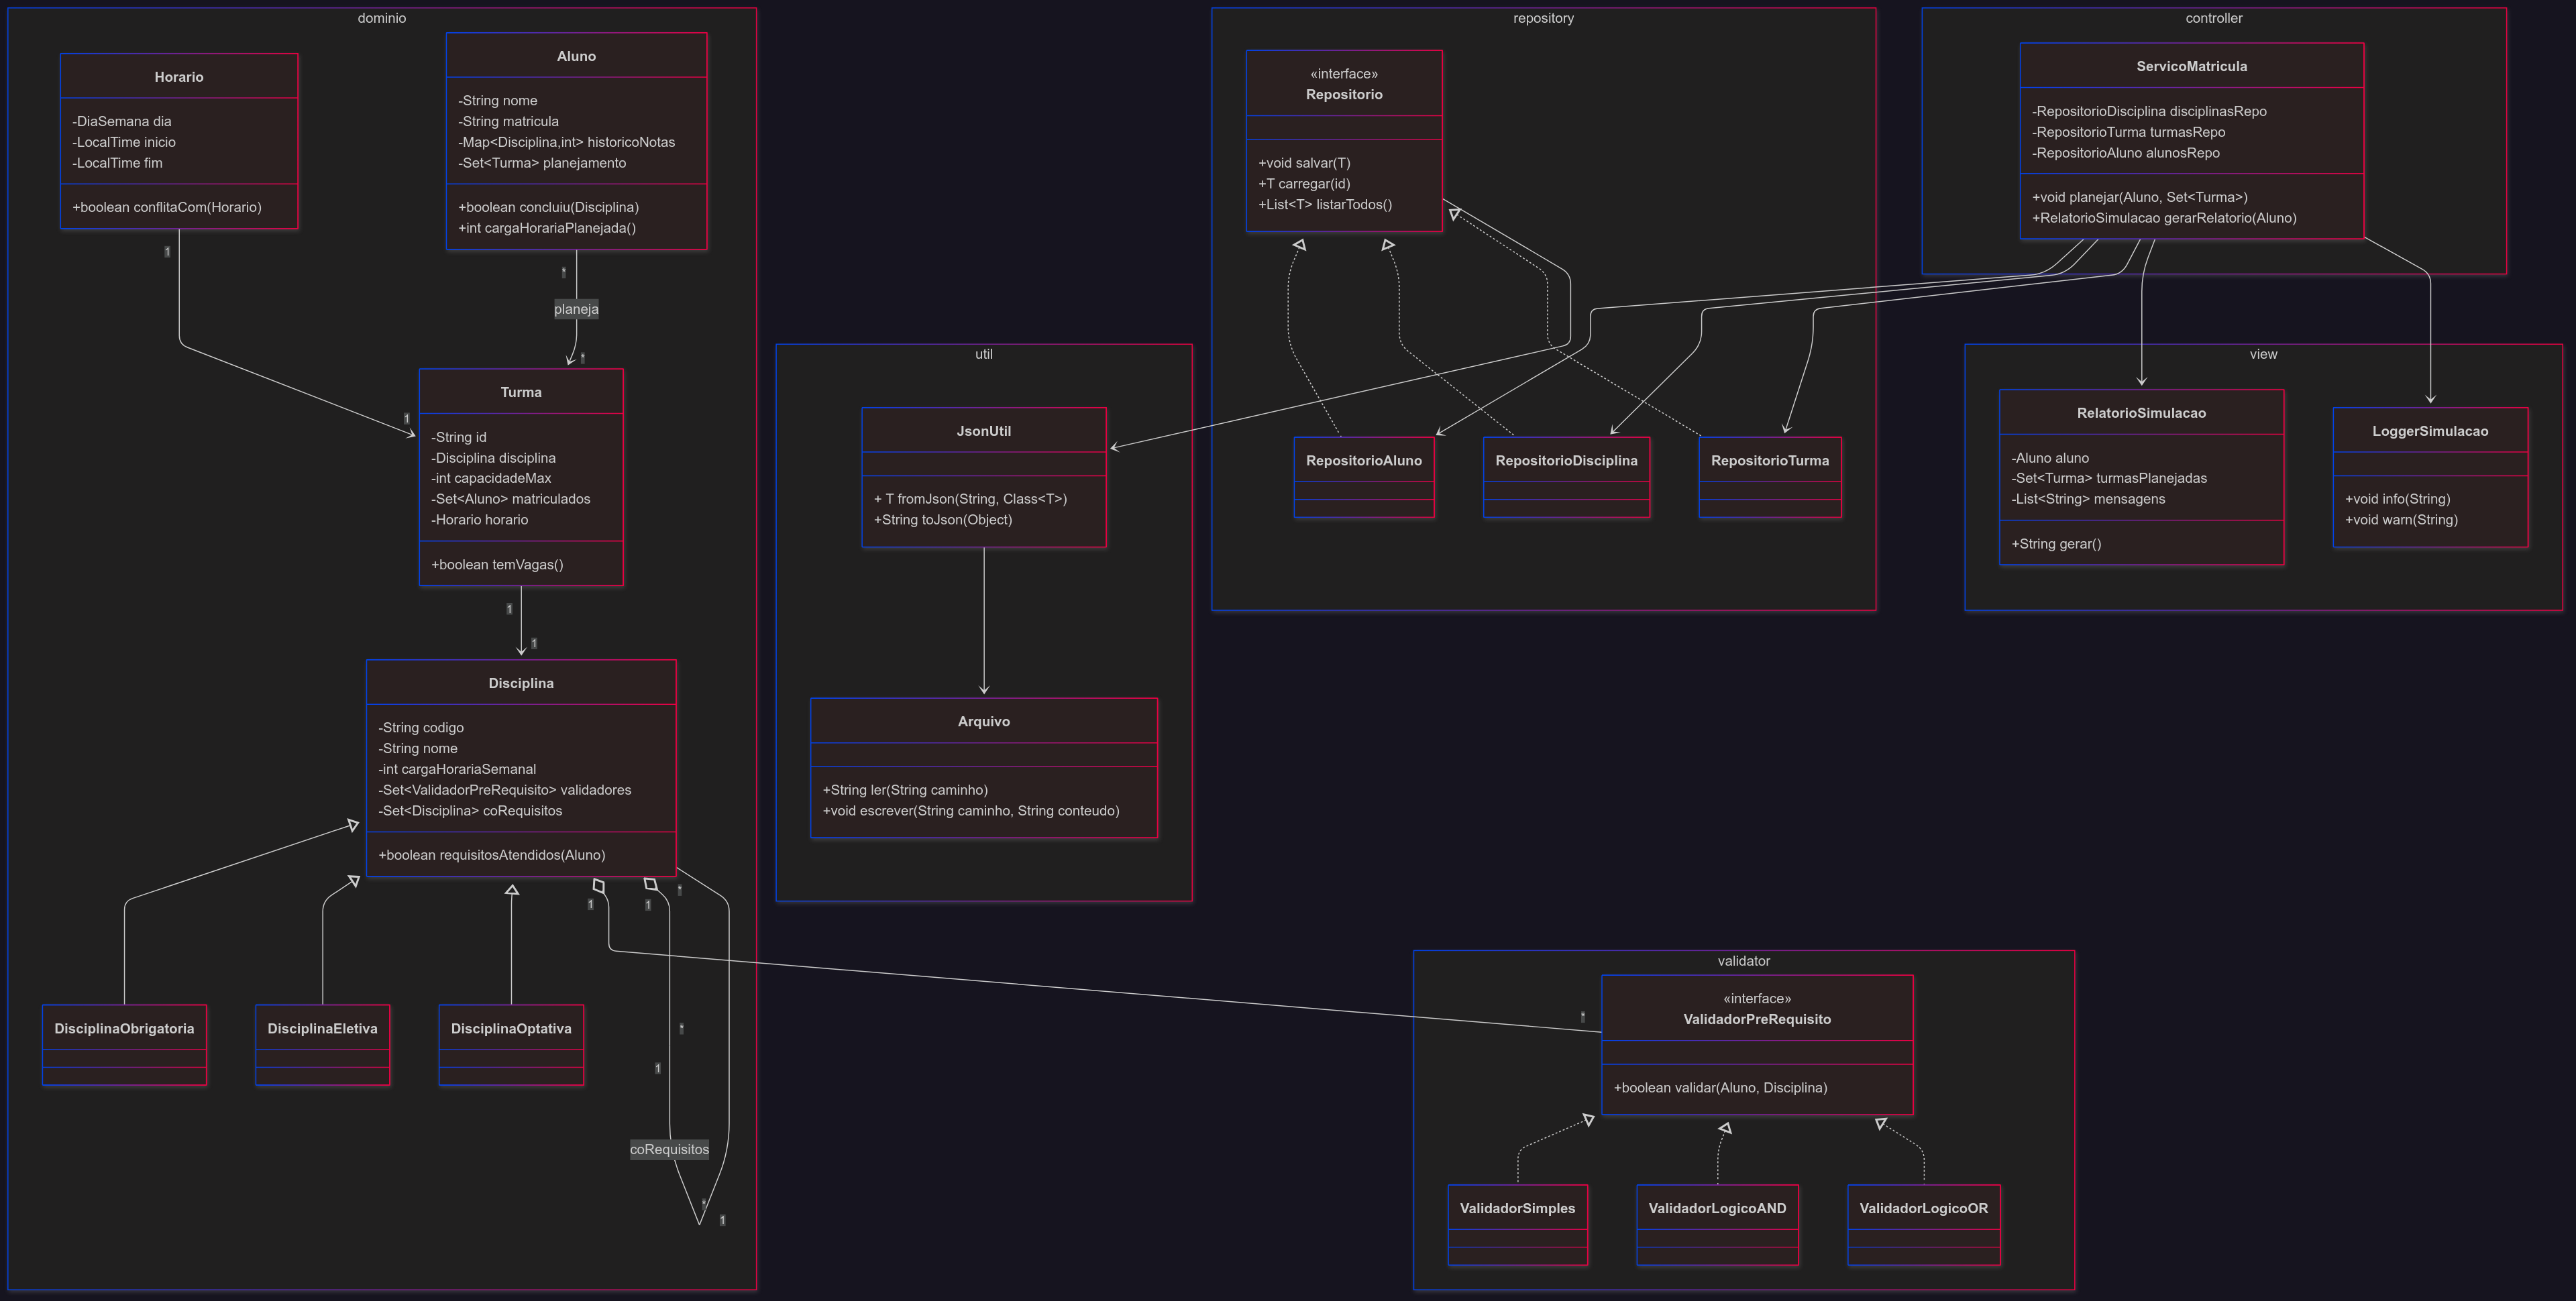 dominio
Horario
-DiaSemana dia
-LocalTime inicio
-LocalTime fim
+boolean conflitaCom(Horario)
Aluno
-String nome
-String matricula
-Map<Disciplina,int> historicoNotas
-Set<Turma> planejamento
+boolean concluiu(Disciplina)
+int cargaHorariaPlanejada()
1
*
planeja
*
1
Turma
-String id
-Disciplina disciplina
-int capacidadeMax
-Set<Aluno> matriculados
-Horario horario
+boolean temVagas()
1
1
Disciplina
-String codigo
-String nome
-int cargaHorariaSemanal
-Set<ValidadorPreRequisito> validadores
-Set<Disciplina> coRequisitos
+boolean requisitosAtendidos(Aluno)
1
1
*
DisciplinaObrigatoria
DisciplinaEletiva
DisciplinaOptativa
*
1
coRequisitos
*
1
util
JsonUtil
+ T fromJson(String, Class<T>)
+String toJson(Object)
Arquivo
+String ler(String caminho)
+void escrever(String caminho, String conteudo)
repository
«interface»
Repositorio
+void salvar(T)
+T carregar(id)
+List<T> listarTodos()
RepositorioAluno
RepositorioDisciplina
RepositorioTurma
controller
ServicoMatricula
-RepositorioDisciplina disciplinasRepo
-RepositorioTurma turmasRepo
-RepositorioAluno alunosRepo
+void planejar(Aluno, Set<Turma>)
+RelatorioSimulacao gerarRelatorio(Aluno)
view
RelatorioSimulacao
-Aluno aluno
-Set<Turma> turmasPlanejadas
-List<String> mensagens
+String gerar()
LoggerSimulacao
+void info(String)
+void warn(String)
validator
*
«interface»
ValidadorPreRequisito
+boolean validar(Aluno, Disciplina)
ValidadorSimples
ValidadorLogicoAND
ValidadorLogicoOR